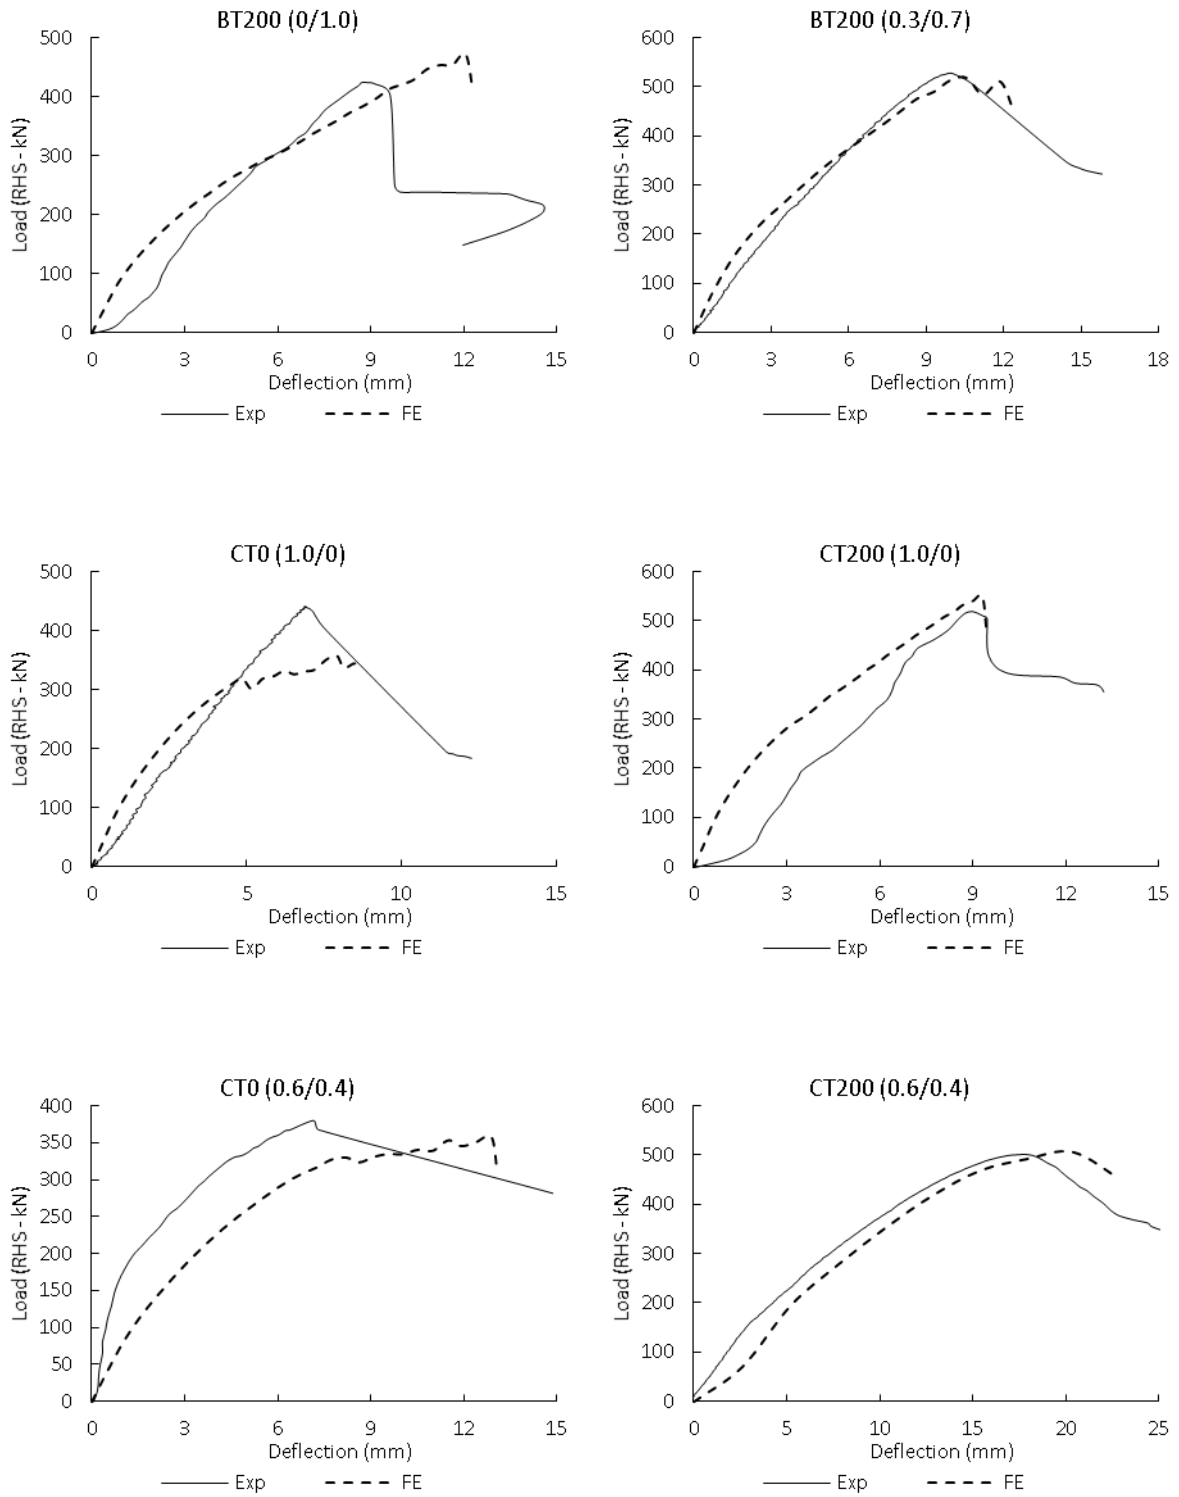 BT200 (0/1.0)
500
400
300
200
100
0
Load (RHS - kN)
0 3 6 9 12 15
Deflection (mm)
Exp FE
BT200 (0.3/0.7)
600
500
400
300
200
100
0
Load (RHS - kN)
0 3 6 9 12 15 18
Deflection (mm)
Exp FE
CT0 (1.0/0)
500
400
300
200
100
0
Load (RHS - kN)
0 5 10 15
Deflection (mm)
Exp FE
CT200 (1.0/0)
600
500
400
300
200
100
0
Load (RHS - kN)
0 3 6 9 12 15
Deflection (mm)
Exp FE
CT0 (0.6/0.4)
400
350
300
250
200
150
100
50
0
Load (RHS - kN)
0 3 6 9 12 15
Deflection (mm)
Exp FE
CT200 (0.6/0.4)
600
500
400
300
200
100
0
Load (RHS - kN)
0 5 10 15 20 25
Deflection (mm)
Exp FE